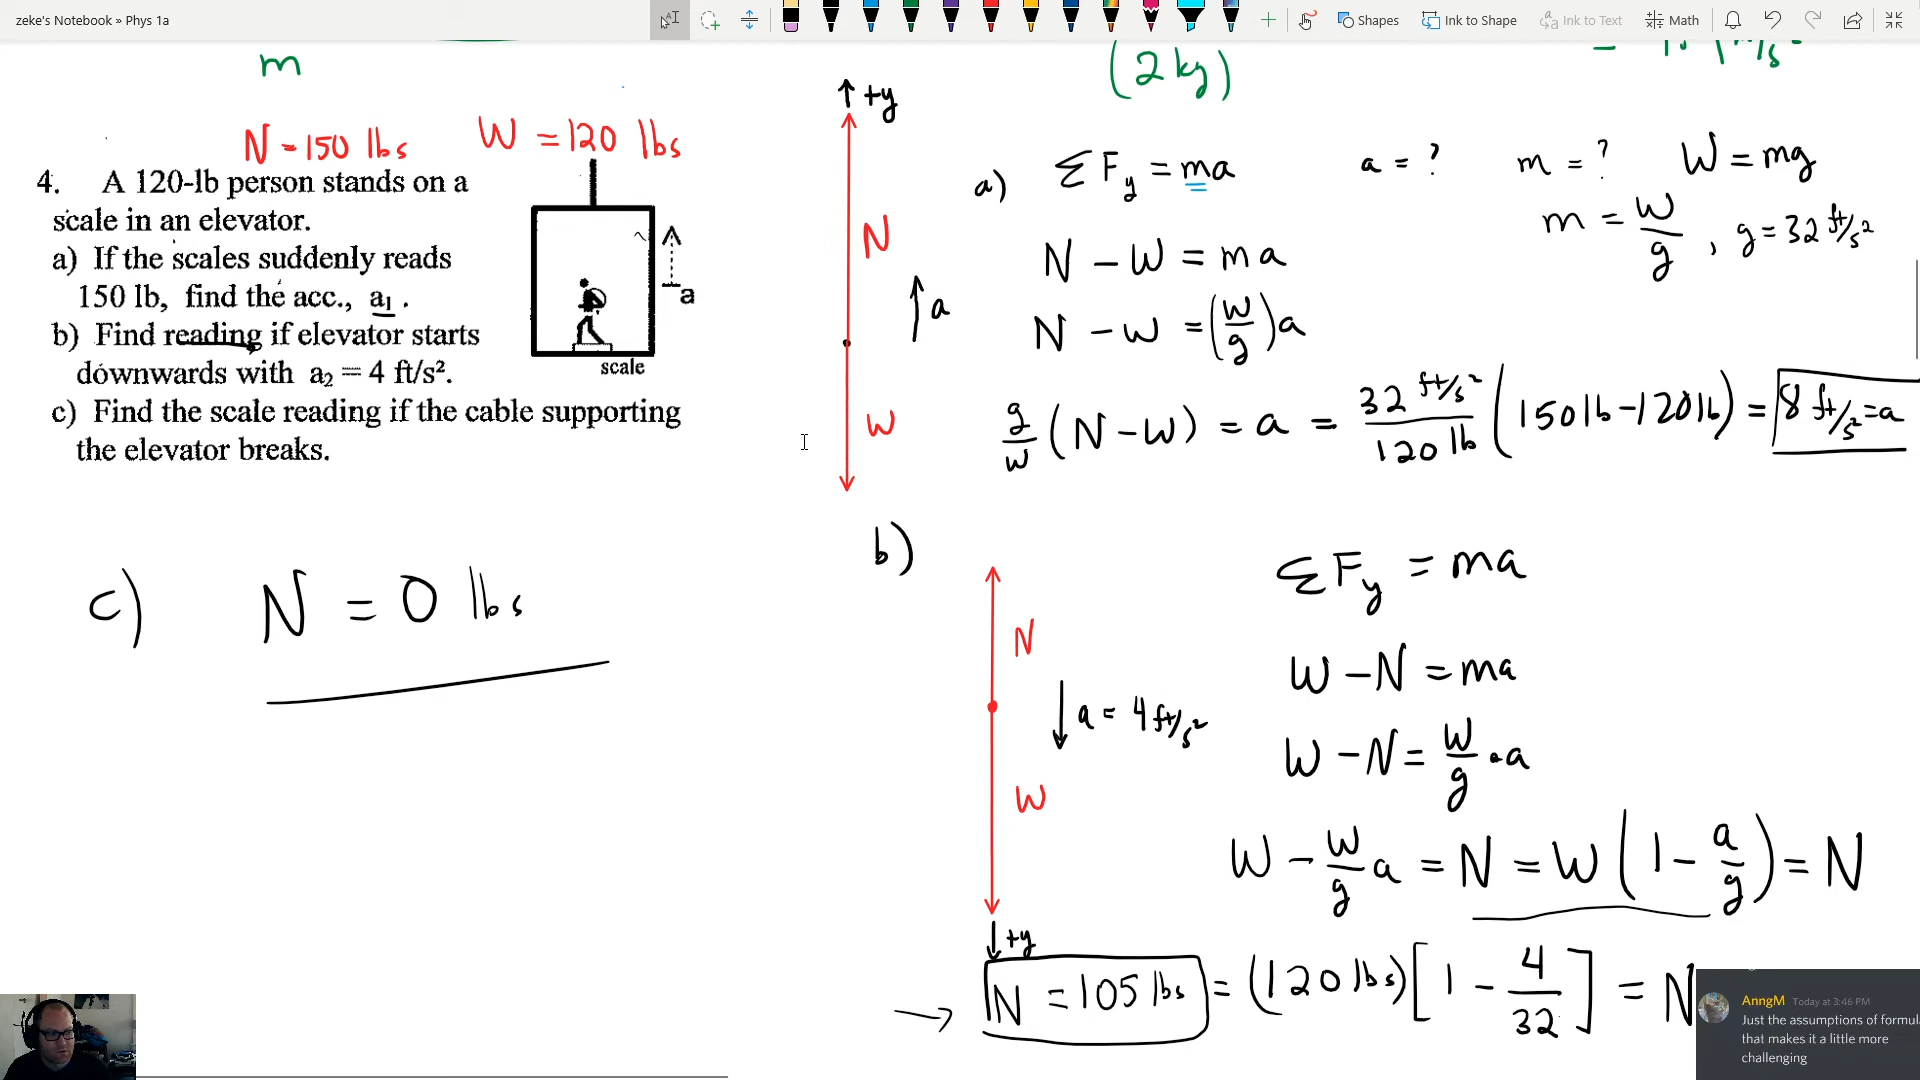 zeke's Notebook » Phys 1a
Shapes
Ink to Shape
Ink to Text
Math
m
(2 kg)
N = 150 lbs
W = 120 lbs
4. A 120-lb person stands on a
scale in an elevator.
a) If the scales suddenly reads
150 lb, find the acc., a₁ .
b) Find reading if elevator starts
downwards with a₂ = 4 ft/s².
c) Find the scale reading if the cable supporting
the elevator breaks.
a
scale
c) N = 0 lbs
+y
N
a
W
a) ΣFy = ma
a = ?
m = ?
W = mg
m = W/g , g = 32 ft/s²
N - W = ma
N - W = (W/g)a
g/W (N - W) = a = 32 ft/s² / 120 lb (150 lb - 120 lb) = 8 ft/s² = a
b)
N
a = 4 ft/s²
W
+y
ΣFy = ma
W - N = ma
W - N = W/g · a
W - W/g a = N = W(1 - a/g) = N
N = 105 lbs = (120 lbs)[1 - 4/32] = N
AnngM Today at 3:46 PM
Just the assumptions of
that makes it a little more
challenging